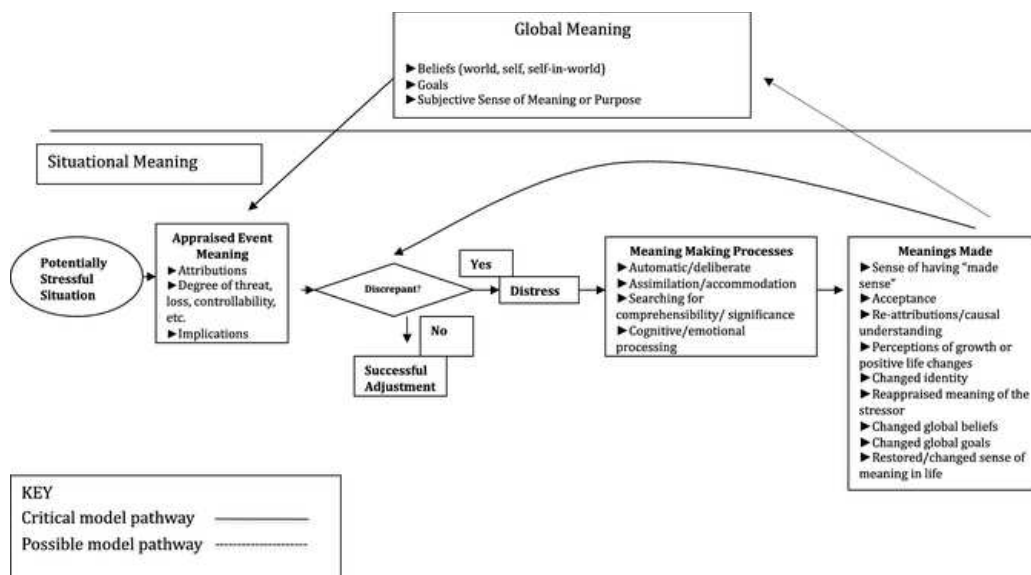 Global Meaning
►Beliefs (world, self, self-in-world)
►Goals
►Subjective Sense of Meaning or Purpose
Situational Meaning
Potentially
Stressful
Situation
Appraised Event
Meaning
►Attributions
►Degree of threat,
loss, controllability,
etc.
►Implications
Discrepant?
Yes
Distress
No
Successful
Adjustment
Meaning Making Processes
►Automatic/deliberate
►Assimilation/accommodation
►Searching for
comprehensibility/ significance
►Cognitive/emotional
processing
Meanings Made
►Sense of having “made
sense”
►Acceptance
►Re-attributions/causal
understanding
►Perceptions of growth or
positive life changes
►Changed identity
►Reappraised meaning of the
stressor
►Changed global beliefs
►Changed global goals
►Restored/changed sense of
meaning in life
KEY
Critical model pathway
Possible model pathway